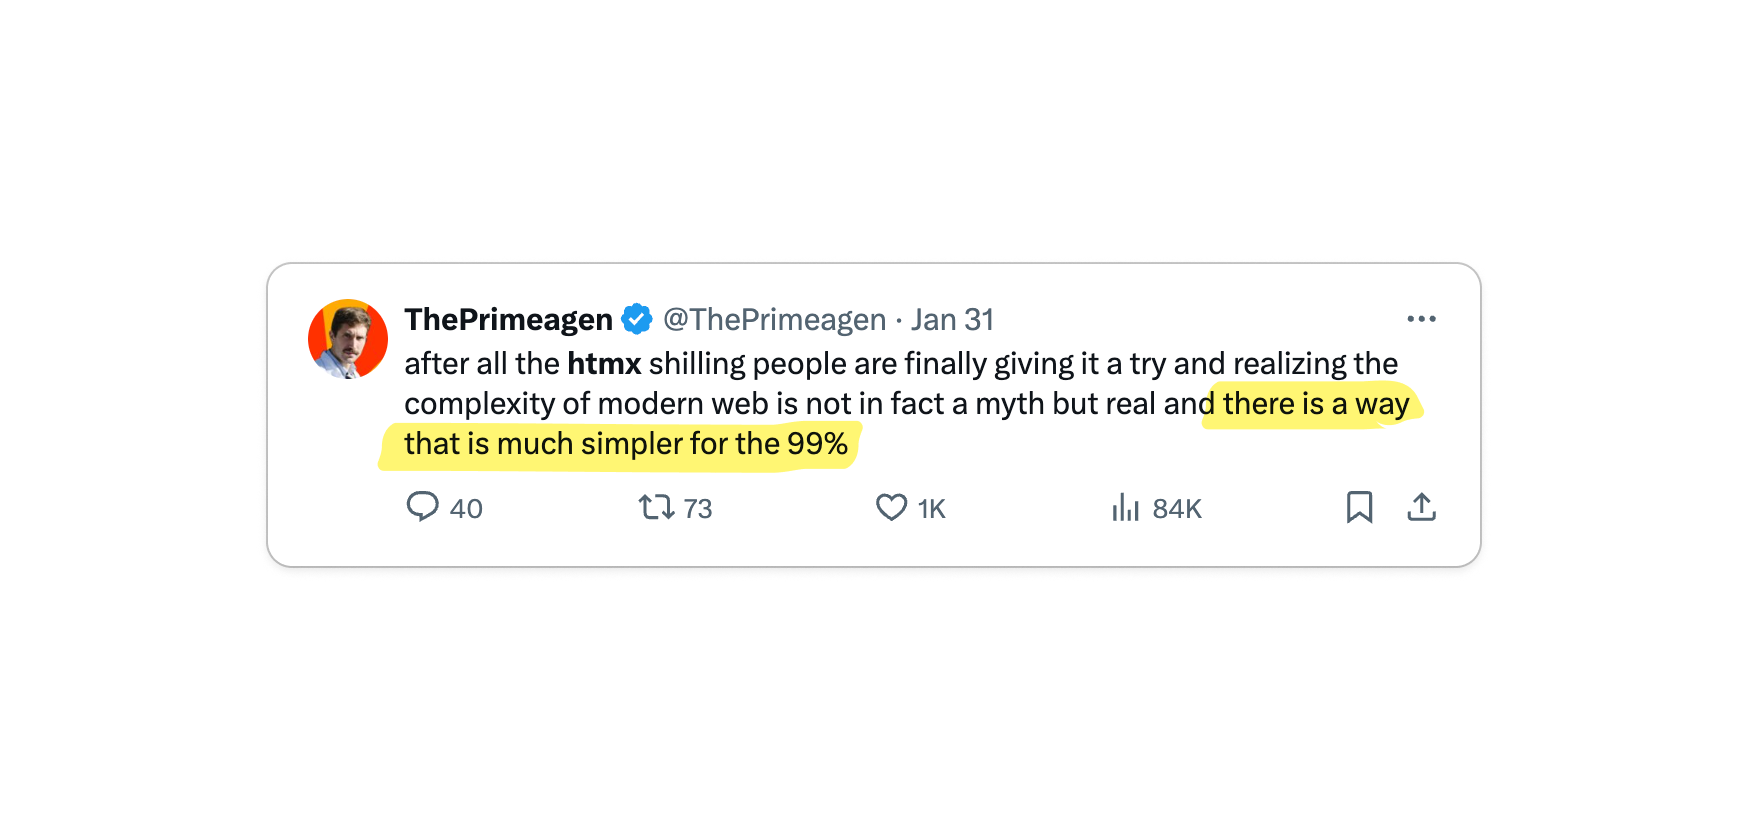 ThePrimeagen @ThePrimeagen · Jan 31
after all the htmx shilling people are finally giving it a try and realizing the
complexity of modern web is not in fact a myth but real and there is a way
that is much simpler for the 99%
40 73 1K 84K